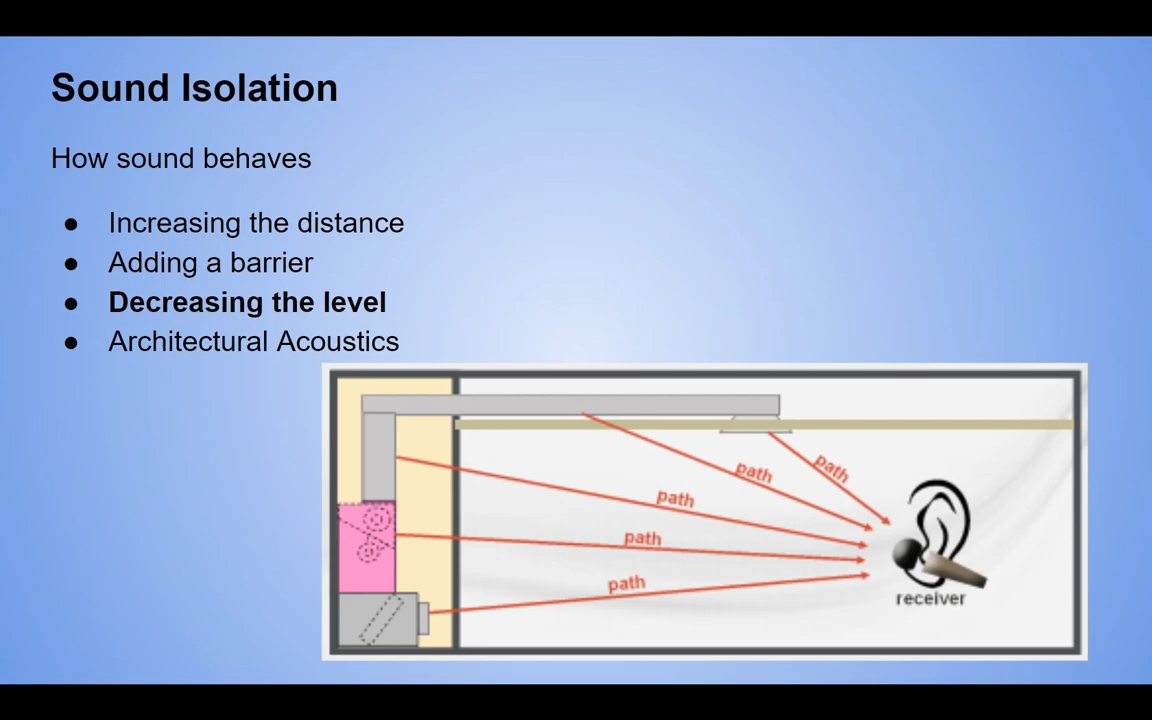 Sound Isolation
How sound behaves
● Increasing the distance
● Adding a barrier
● Decreasing the level
● Architectural Acoustics
path
path
path
path
path
receiver